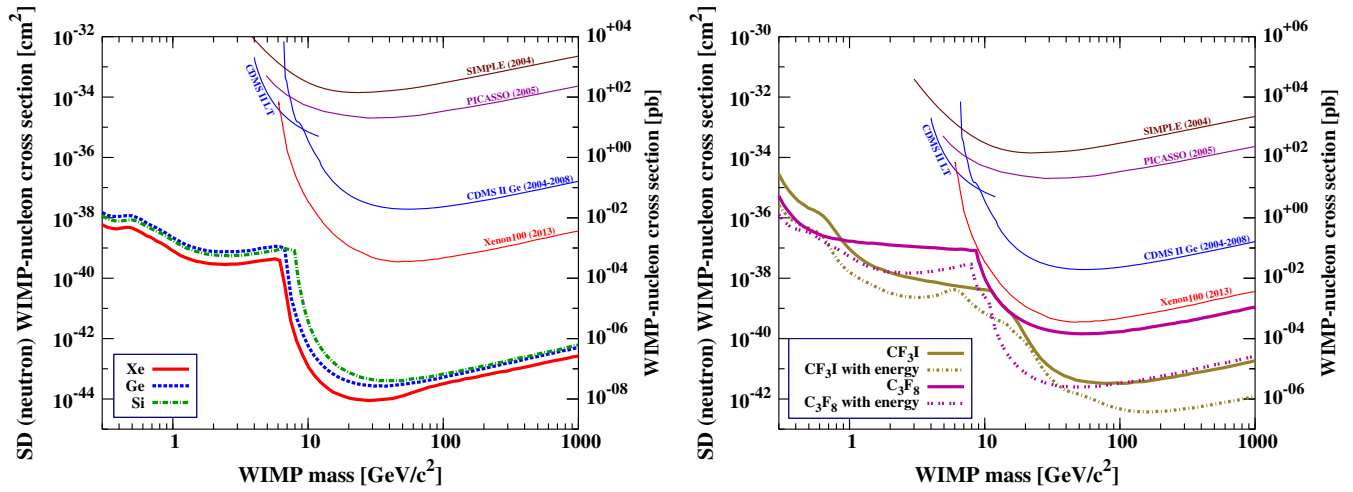 SD (neutron) WIMP-nucleon cross section [cm²]
10⁻³²
10⁻³⁴
10⁻³⁶
10⁻³⁸
10⁻⁴⁰
10⁻⁴²
10⁻⁴⁴
SIMPLE (2004)
PICASSO (2005)
CDMS II LT
CDMS II Ge (2004-2008)
Xenon100 (2013)
Xe
Ge
Si
10⁺⁰⁴
10⁺⁰²
10⁺⁰⁰
10⁻⁰²
10⁻⁰⁴
10⁻⁰⁶
10⁻⁰⁸
WIMP-nucleon cross section [pb]
1 10 100 1000
WIMP mass [GeV/c²]
SD (neutron) WIMP-nucleon cross section [cm²]
10⁻³⁰
10⁻³²
10⁻³⁴
10⁻³⁶
10⁻³⁸
10⁻⁴⁰
10⁻⁴²
SIMPLE (2004)
PICASSO (2005)
CDMS II LT
CDMS II Ge (2004-2008)
Xenon100 (2013)
CF₃I
CF₃I with energy
C₃F₈
C₃F₈ with energy
10⁺⁰⁶
10⁺⁰⁴
10⁺⁰²
10⁺⁰⁰
10⁻⁰²
10⁻⁰⁴
10⁻⁰⁶
WIMP-nucleon cross section [pb]
1 10 100 1000
WIMP mass [GeV/c²]